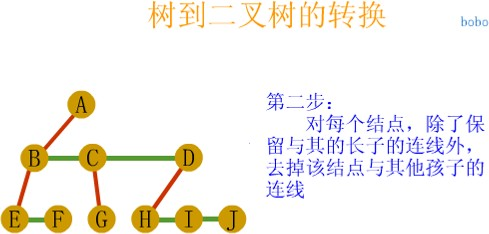 树到二叉树的转换
bobo
第二步：
对每个结点，除了保
留与其的长子的连线外，
去掉该结点与其他孩子的
连线
A
B C D
E F G H I J